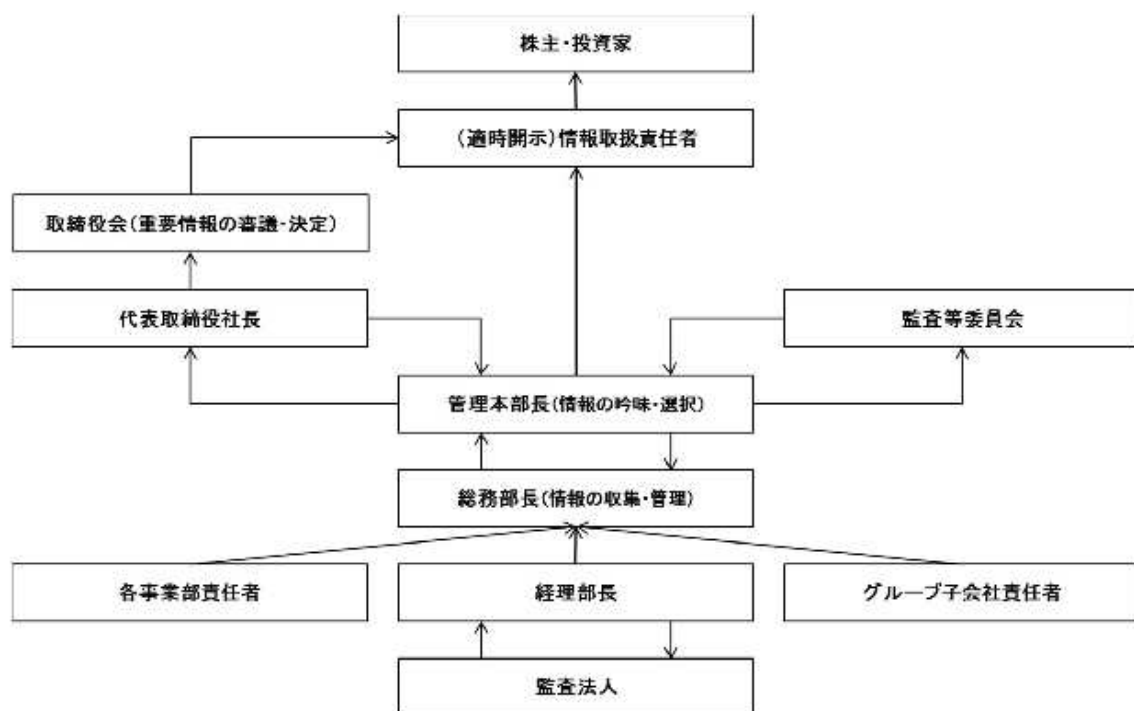 株主・投資家
(適時開示)情報取扱責任者
取締役会(重要情報の審議・決定)
代表取締役社長
監査等委員会
管理本部長(情報の吟味・選択)
総務部長(情報の収集・管理)
各事業部責任者
経理部長
グループ子会社責任者
監査法人